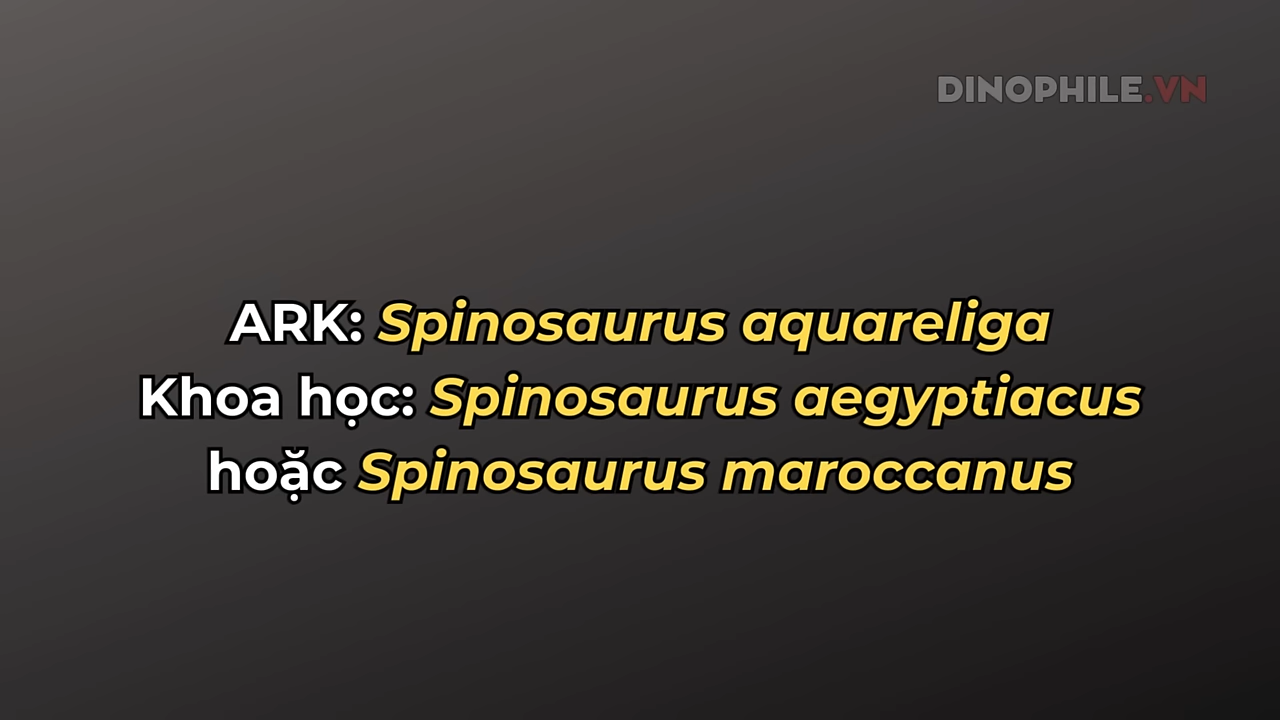 DINOPHILE.VN
ARK: Spinosaurus aquareliga
Khoa học: Spinosaurus aegyptiacus
hoặc Spinosaurus maroccanus